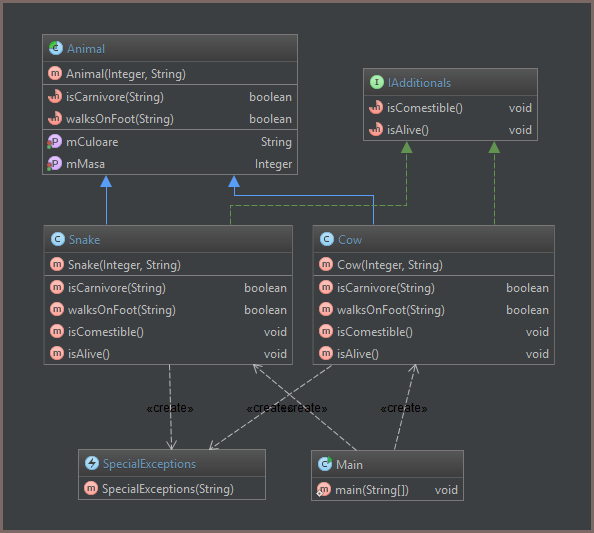 Animal
Animal(Integer, String)
isCarnivore(String) boolean
walksOnFoot(String) boolean
mCuloare String
mMasa Integer
IAdditionals
isComestible() void
isAlive() void
Snake
Snake(Integer, String)
isCarnivore(String) boolean
walksOnFoot(String) boolean
isComestible() void
isAlive() void
Cow
Cow(Integer, String)
isCarnivore(String) boolean
walksOnFoot(String) boolean
isComestible() void
isAlive() void
«create»
«create»
«create»
«create»
SpecialExceptions
SpecialExceptions(String)
Main
main(String[]) void